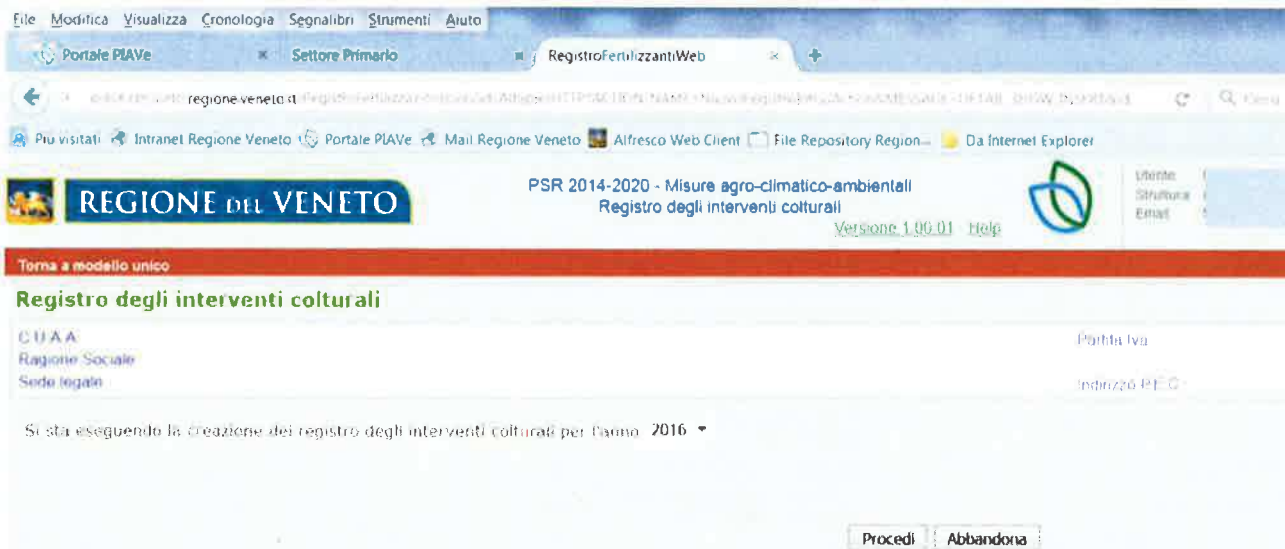 File Modifica Visualizza Cronologia Segnalibri Strumenti Aiuto
Portale PIAVe Settore Primario RegistroFertilizzantiWeb
regione.veneto.it
Più visitati Intranet Regione Veneto Portale PIAVe Mail Regione Veneto Alfresco Web Client File Repository Region... Da Internet Explorer
REGIONE DEL VENETO
PSR 2014-2020 - Misure agro-climatico-ambientali
Registro degli interventi colturali
Versione 1.00.01 Help
Utente
Struttura
Email
Torna a modello unico
Registro degli interventi colturali
C.U.A.A. Partita Iva
Ragione Sociale
Sede legale Indirizzo P.E.C.
Si sta eseguendo la creazione del registro degli interventi colturali per l'anno 2016
Procedi Abbandona